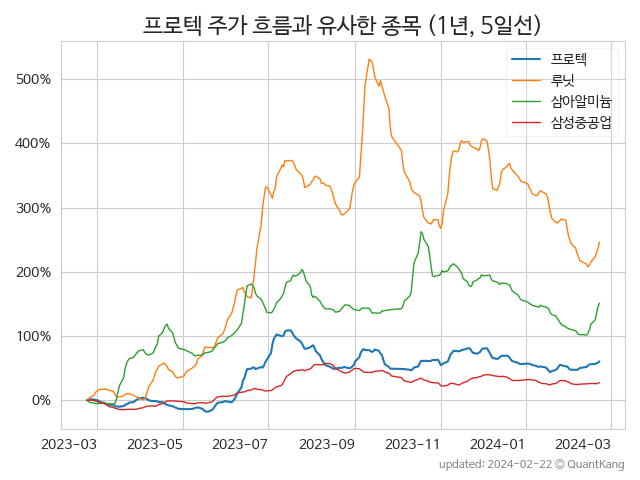 프로텍 주가 흐름과 유사한 종목 (1년, 5일선)
프로텍
루닛
삼아알미늄
삼성중공업
500%
400%
300%
200%
100%
0%
2023-03 2023-05 2023-07 2023-09 2023-11 2024-01 2024-03
updated: 2024-02-22 © QuantKang